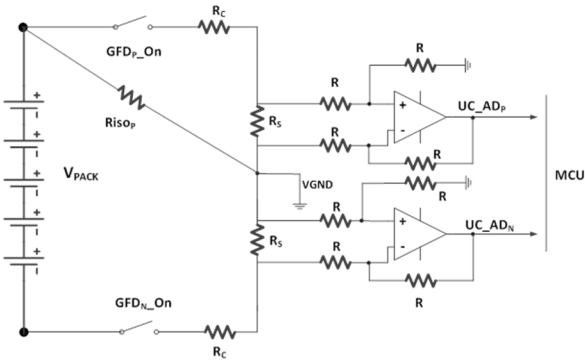 R_C
GFD_P_On
R
+
Riso_P
R
+
UC_AD_P
+
R_S
-
+
R
V_PACK
R
MCU
VGND
+
R
R
+
UC_AD_N
+
R_S
R
-
GFD_N_On
R
R_C